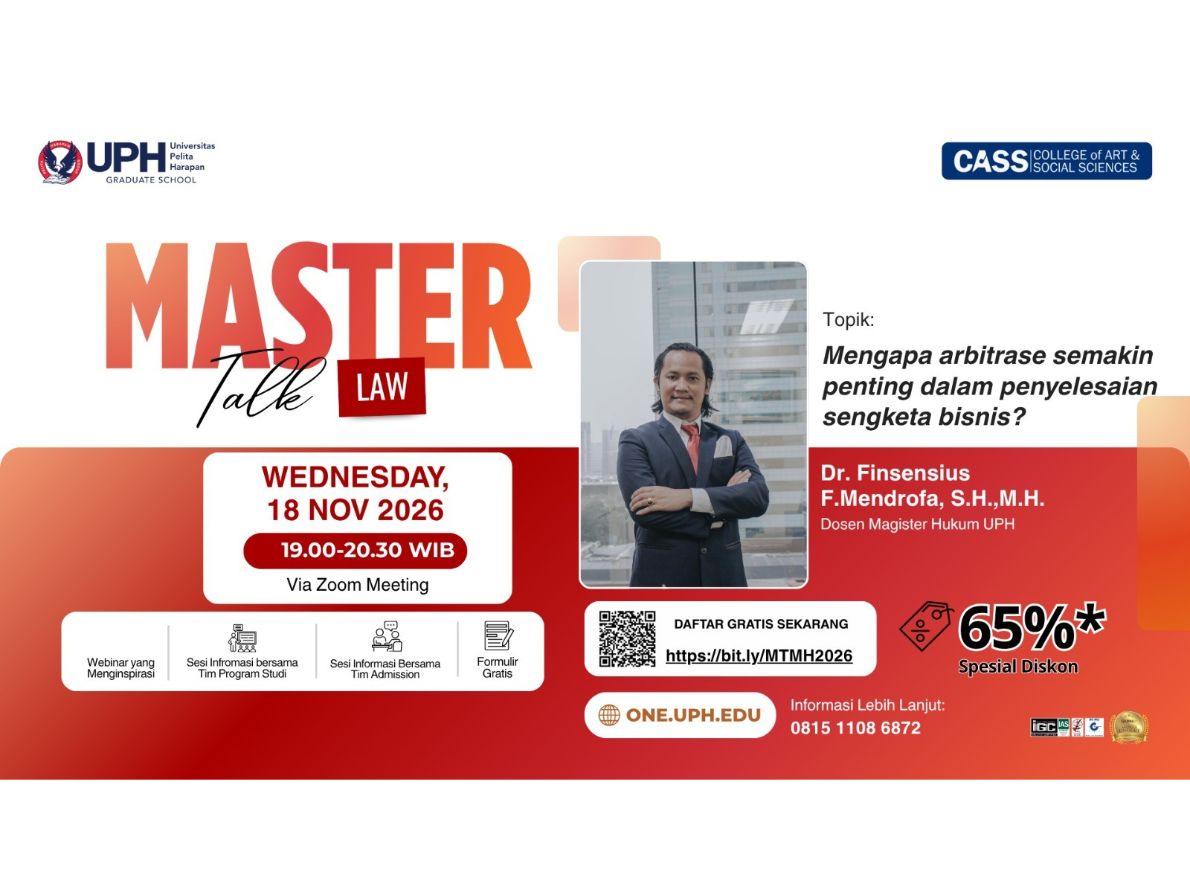 UPH
Universitas
Pelita
Harapan
GRADUATE SCHOOL
CASS
COLLEGE of ART &
SOCIAL SCIENCES
MASTER
Talk
LAW
WEDNESDAY,
18 NOV 2026
19.00-20.30 WIB
Via Zoom Meeting
Webinar yang
Menginspirasi
Sesi Infromasi bersama
Tim Program Studi
Sesi Informasi Bersama
Tim Admission
Formulir
Gratis
Topik:
Mengapa arbitrase semakin
penting dalam penyelesaian
sengketa bisnis?
Dr. Finsensius
F.Mendrofa, S.H.,M.H.
Dosen Magister Hukum UPH
DAFTAR GRATIS SEKARANG
https://bit.ly/MTMH2026
65%*
Spesial Diskon
ONE.UPH.EDU
Informasi Lebih Lanjut:
0815 1108 6872
IGC
IAS